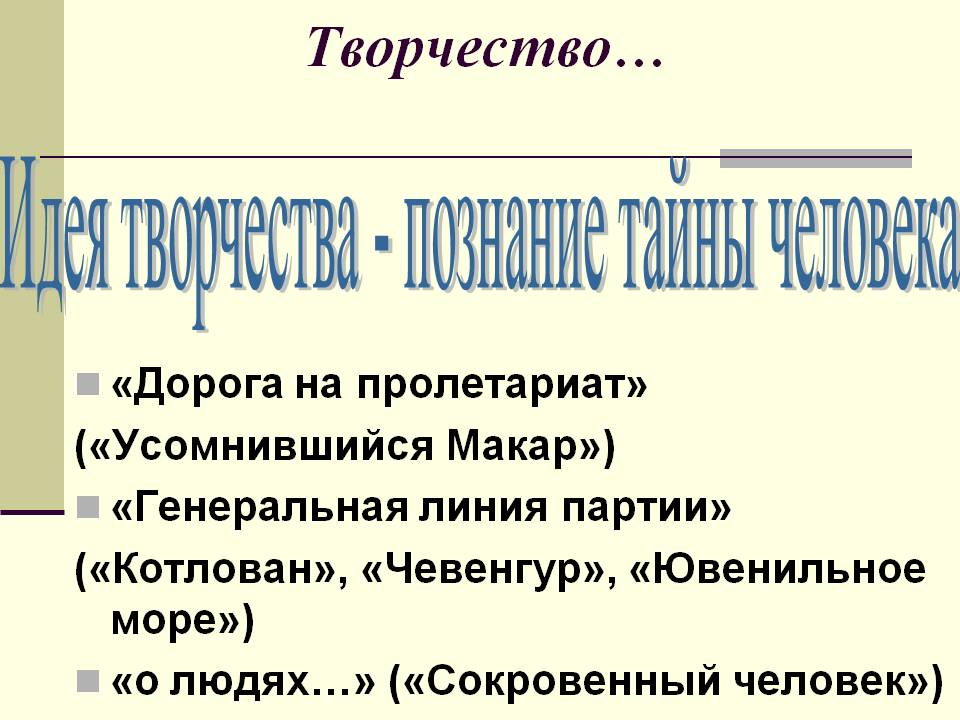 Творчество…
Идея творчества - познание тайны человека
«Дорога на пролетариат»
(«Усомнившийся Макар»)
«Генеральная линия партии»
(«Котлован», «Чевенгур», «Ювенильное
море»)
«о людях…» («Сокровенный человек»)